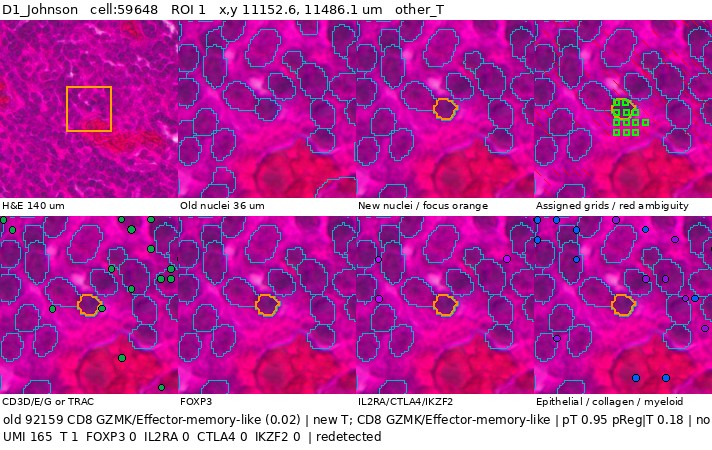 D1_Johnson cell:59648 ROI 1 x,y 11152.6, 11486.1 um other_T
H&E 140 um
Old nuclei 36 um
New nuclei / focus orange
Assigned grids / red ambiguity
CD3D/E/G or TRAC
FOXP3
IL2RA/CTLA4/IKZF2
Epithelial / collagen / myeloid
old 92159 CD8 GZMK/Effector-memory-like (0.02) | new T; CD8 GZMK/Effector-memory-like | pT 0.95 pReg|T 0.18 | no
UMI 165 T 1 FOXP3 0 IL2RA 0 CTLA4 0 IKZF2 0 | redetected